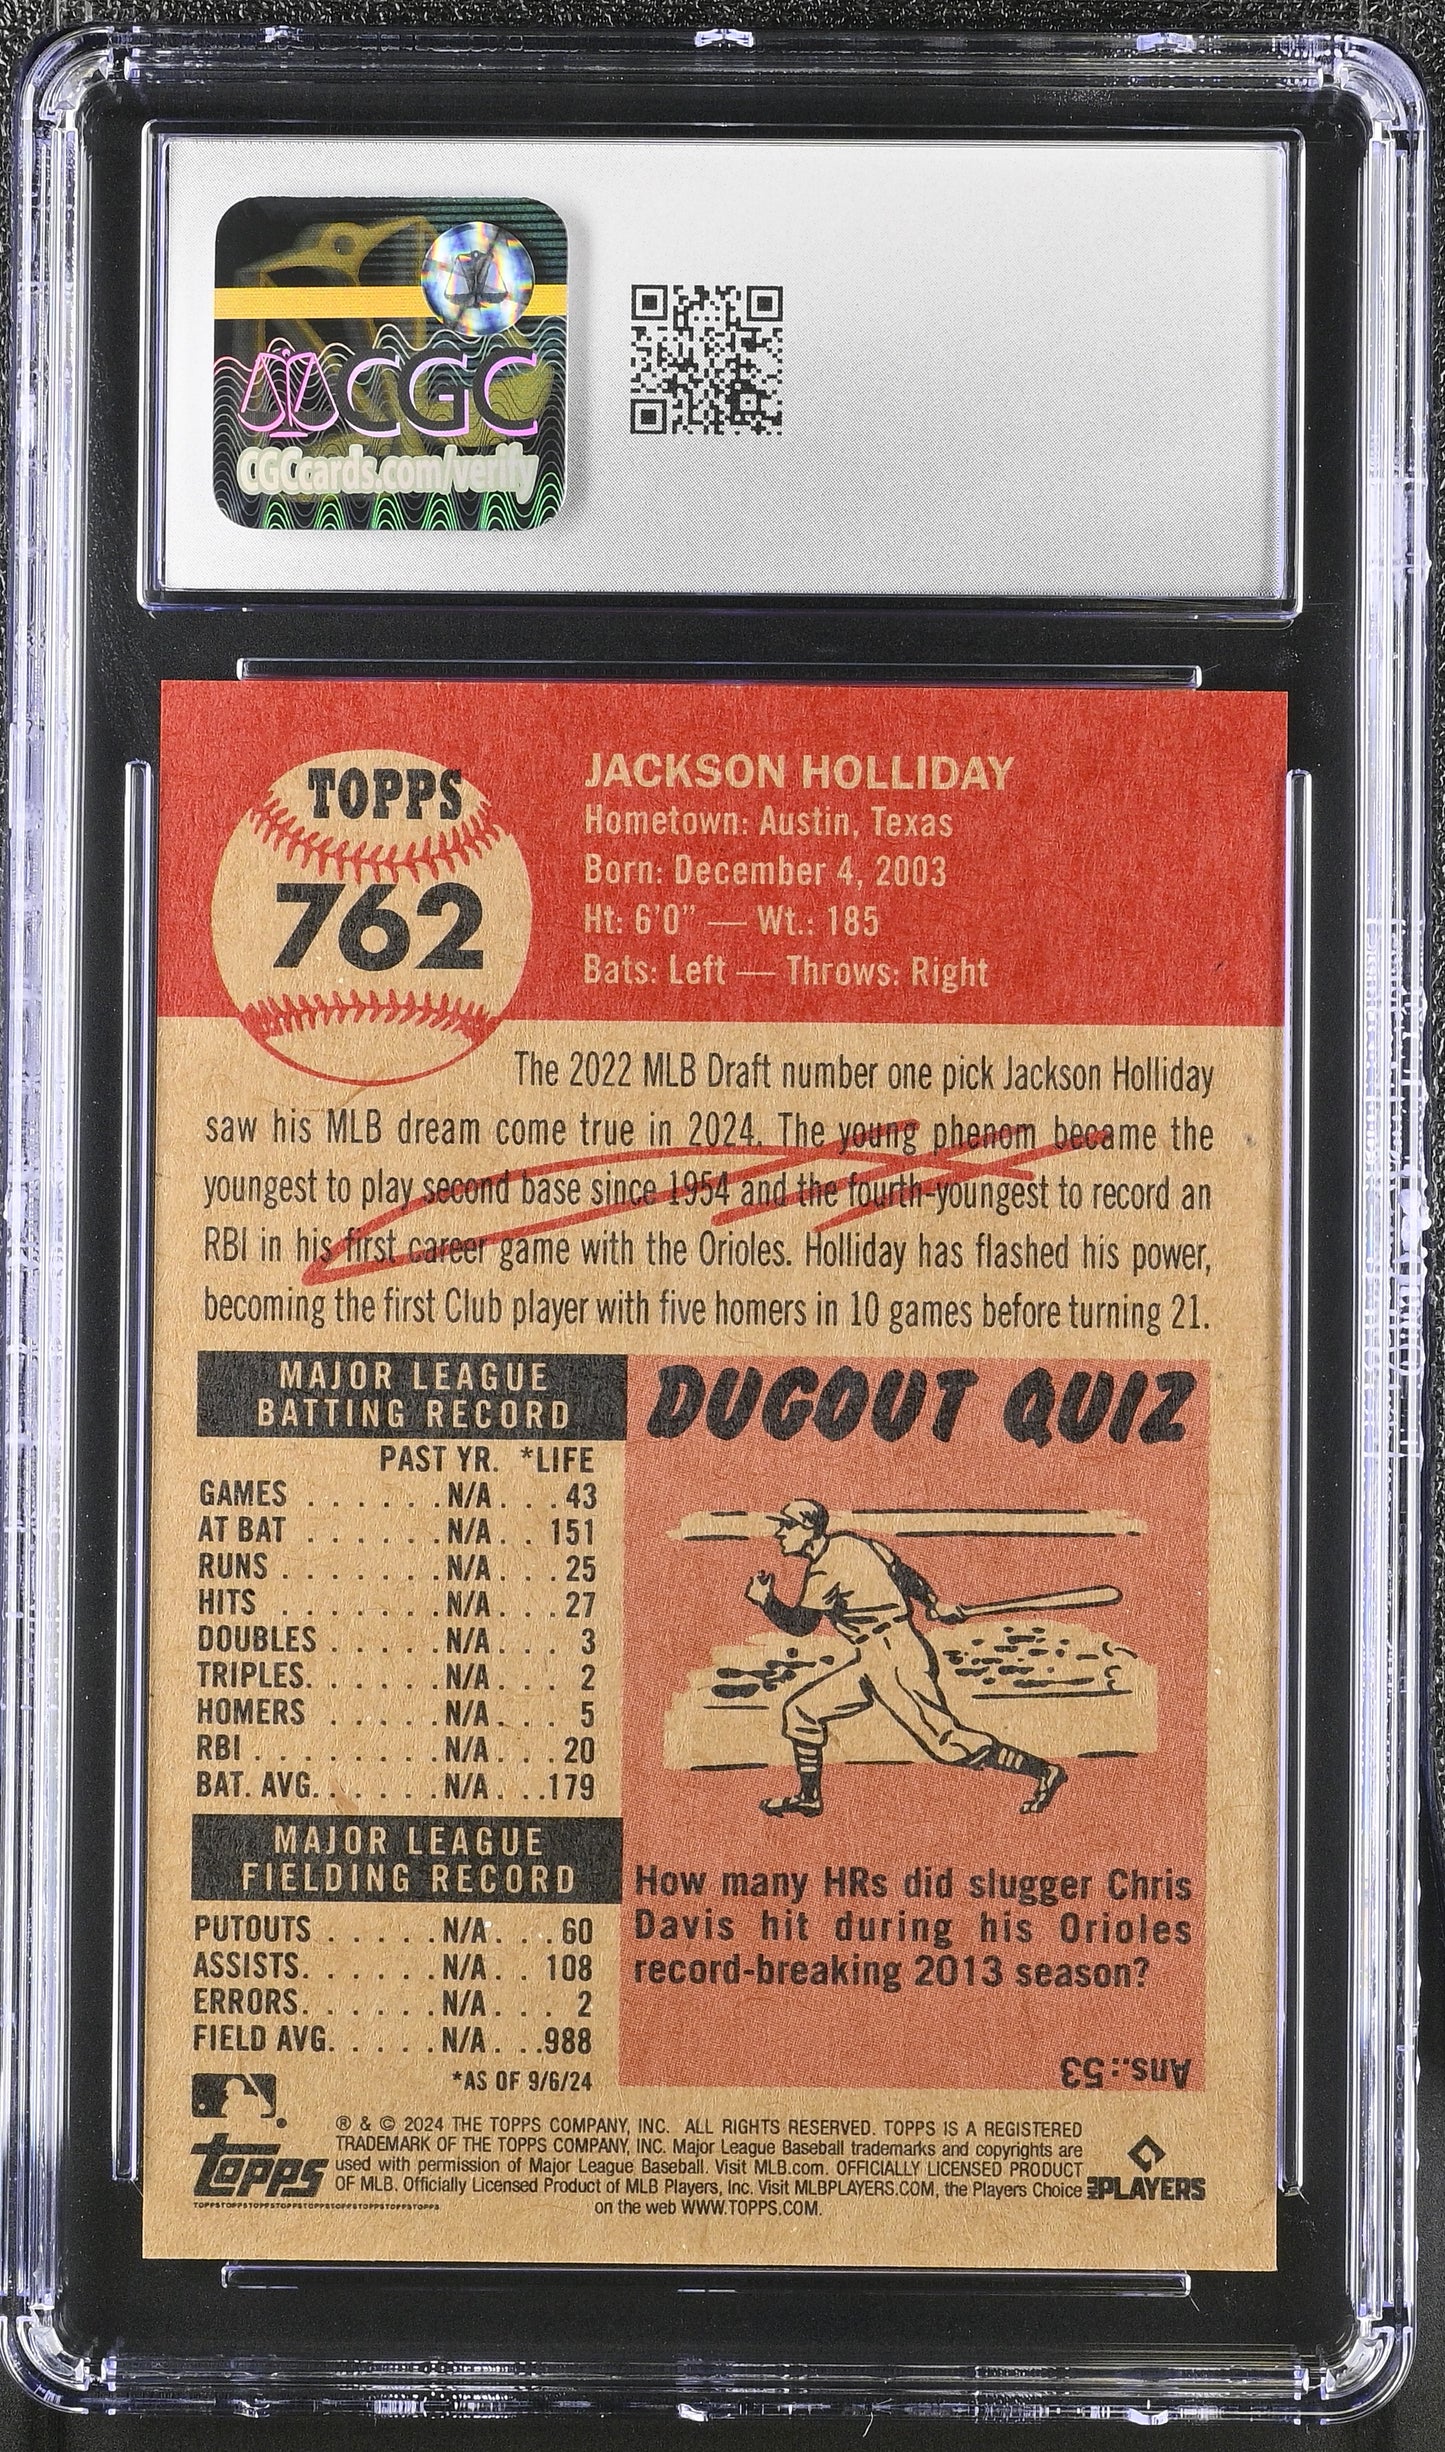 CGC
CGCcards.com/verify
TOPPS
762
JACKSON HOLLIDAY
Hometown: Austin, Texas
Born: December 4, 2003
Ht: 6'0" — Wt.: 185
Bats: Left — Throws: Right
The 2022 MLB Draft number one pick Jackson Holliday
saw his MLB dream come true in 2024. The young phenom became the
youngest to play second base since 1954 and the fourth-youngest to record an
RBI in his first career game with the Orioles. Holliday has flashed his power,
becoming the first Club player with five homers in 10 games before turning 21.
MAJOR LEAGUE
BATTING RECORD
PAST YR. *LIFE
GAMES . . . . . . N/A . . . 43
AT BAT . . . . . . N/A . . 151
RUNS . . . . . . . N/A . . . 25
HITS . . . . . . . N/A . . . 27
DOUBLES . . . . . N/A . . . 3
TRIPLES. . . . . . N/A . . . 2
HOMERS . . . . . N/A . . . 5
RBI . . . . . . . . N/A . . . 20
BAT. AVG. . . . . . N/A . . .179
MAJOR LEAGUE
FIELDING RECORD
PUTOUTS . . . . . N/A . . . 60
ASSISTS. . . . . . N/A . . 108
ERRORS. . . . . . N/A . . . 2
FIELD AVG. . . . . N/A . . .988
*AS OF 9/6/24
DUGOUT QUIZ
How many HRs did slugger Chris
Davis hit during his Orioles
record-breaking 2013 season?
Ans.: 53
® & © 2024 THE TOPPS COMPANY, INC. ALL RIGHTS RESERVED. TOPPS IS A REGISTERED
TRADEMARK OF THE TOPPS COMPANY, INC. Major League Baseball trademarks and copyrights are
used with permission of Major League Baseball. Visit MLB.com. OFFICIALLY LICENSED PRODUCT
OF MLB. Officially Licensed Product of MLB Players, Inc. Visit MLBPLAYERS.COM, the Players Choice
on the web WWW.TOPPS.COM.
topps
TOPPSTOPPSTOPPSTOPPSTOPPSTOPPSTOPPSTOPPS
MLB PLAYERS